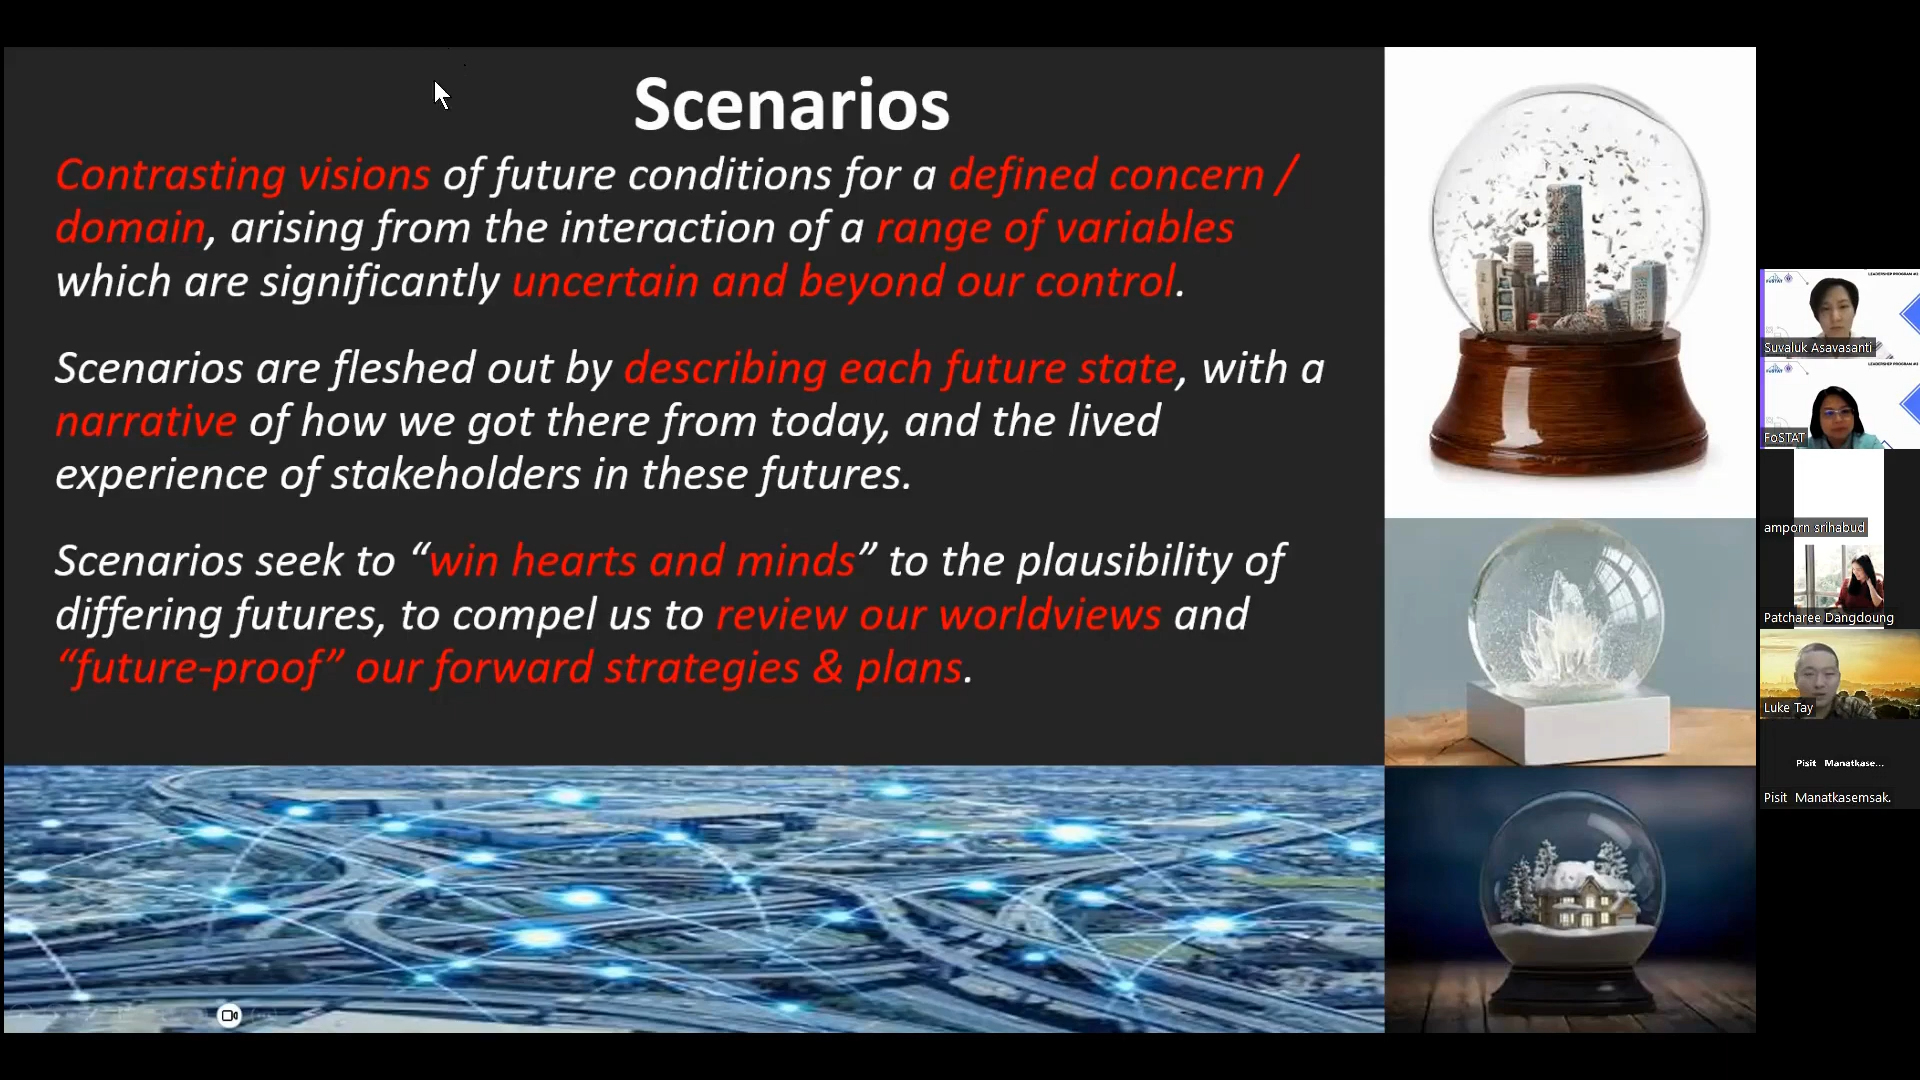 Scenarios
Contrasting visions of future conditions for a defined concern /
domain, arising from the interaction of a range of variables
which are significantly uncertain and beyond our control.
Scenarios are fleshed out by describing each future state, with a
narrative of how we got there from today, and the lived
experience of stakeholders in these futures.
Scenarios seek to “win hearts and minds” to the plausibility of
differing futures, to compel us to review our worldviews and
“future-proof” our forward strategies & plans.
Suvaluk Asavasanti
FoSTAT
amporn srihabud
Patcharee Dangdoung
Luke Tay
Pisit Manatkase...
Pisit Manatkasemsak.